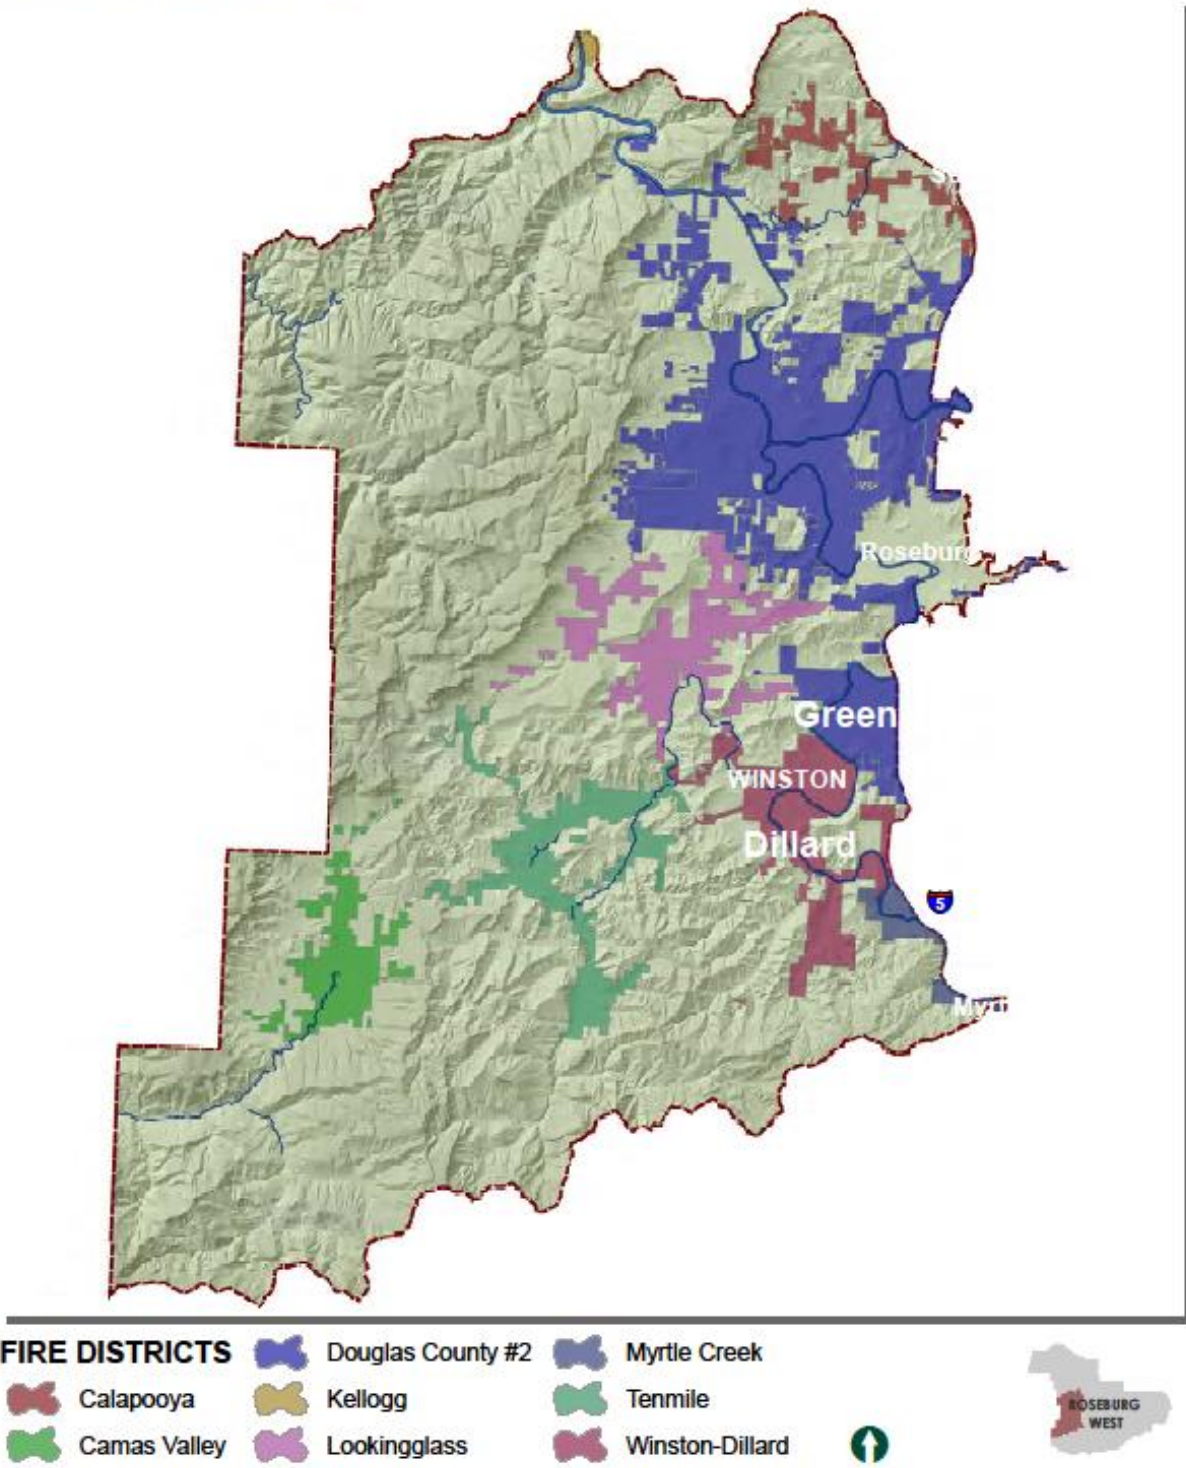 Roseburg
Green
WINSTON
Dillard
5
FIRE DISTRICTS
Douglas County #2
Myrtle Creek
Calapooya
Kellogg
Tenmile
Camas Valley
Lookingglass
Winston-Dillard
ROSEBURG
WEST